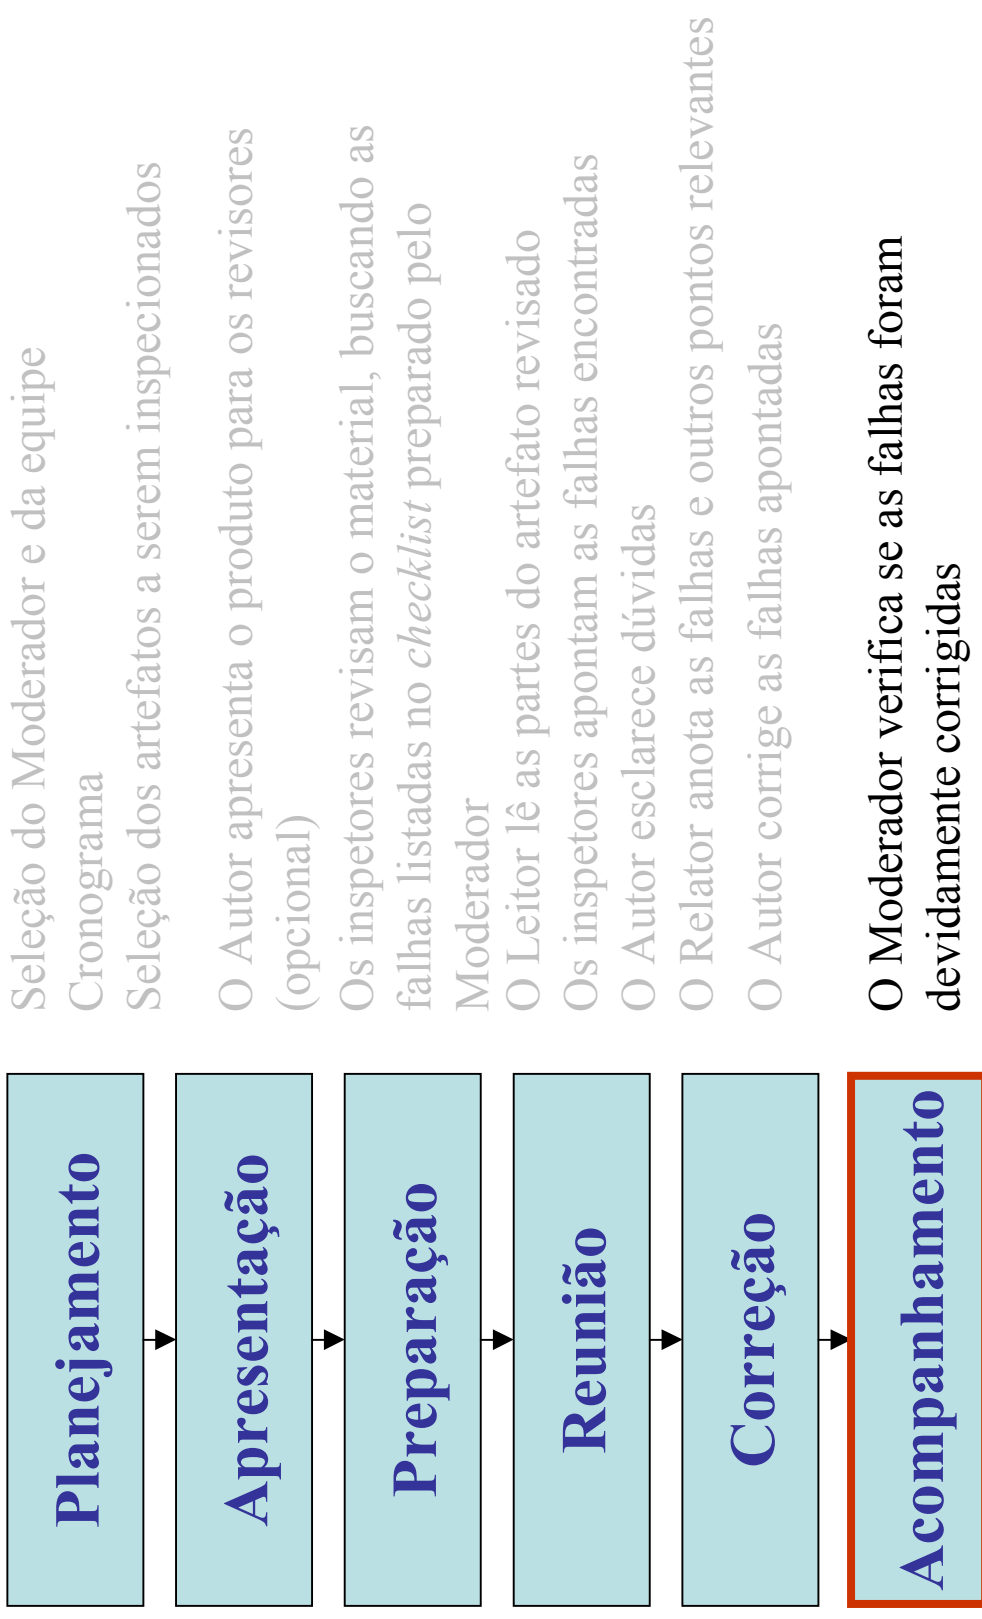 Planejamento
Seleção do Moderador e da equipe
Cronograma
Seleção dos artefatos a serem inspecionados
Apresentação
O Autor apresenta o produto para os revisores
(opcional)
Preparação
Os inspetores revisam o material, buscando as
falhas listadas no checklist preparado pelo
Moderador
Reunião
O Leitor lê as partes do artefato revisado
Os inspetores apontam as falhas encontradas
O Autor esclarece dúvidas
O Relator anota as falhas e outros pontos relevantes
Correção
O Autor corrige as falhas apontadas
Acompanhamento
O Moderador verifica se as falhas foram
devidamente corrigidas